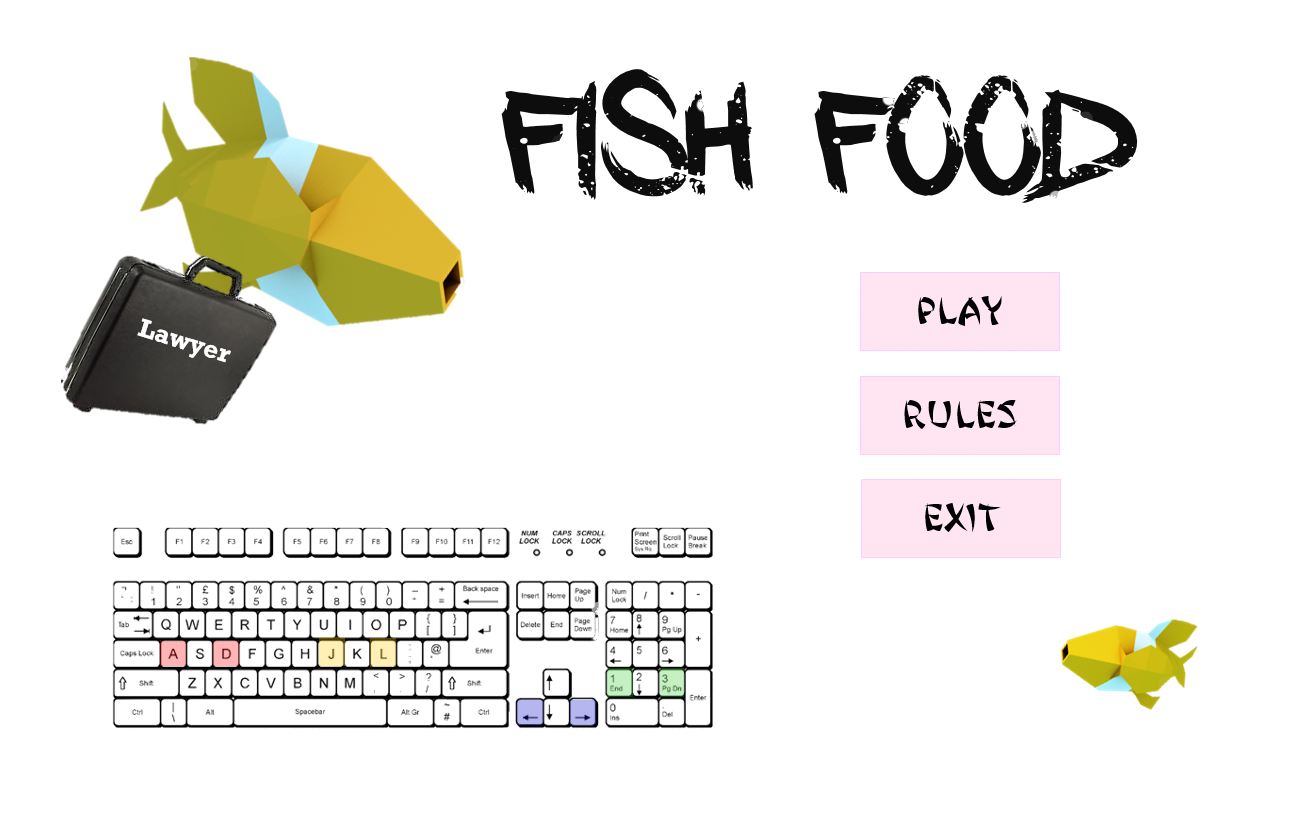 FISH FOOD
Lawyer
PLAY
RULES
EXIT
Esc F1 F2 F3 F4 F5 F6 F7 F8 F9 F10 F11 F12 NUM LOCK CAPS LOCK SCROLL LOCK Print Screen Sys Rq Scroll Lock Pause Break
! " £ $ % ^ & * ( ) _ + Back space
1 2 3 4 5 6 7 8 9 0 - = Insert Home Page Up Num Lock / * -
Tab Q W E R T Y U I O P { [ } ] Enter Delete End Page Down 7 Home 8 ↑ 9 Pg Up +
Caps Lock A S D F G H J K L : ; @ ' 4 ← 5 6 →
⇧ Shift Z X C V B N M < , > . ? / ⇧ Shift ↑ 1 End 2 ↓ 3 Pg Dn Enter
Ctrl | \ Alt Spacebar Alt Gr ~ # Ctrl ← ↓ → 0 Ins . Del